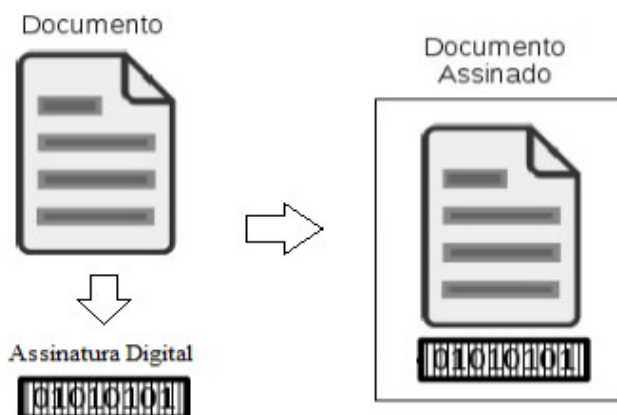 Documento
Assinatura Digital
01010101
Documento
Assinado
01010101